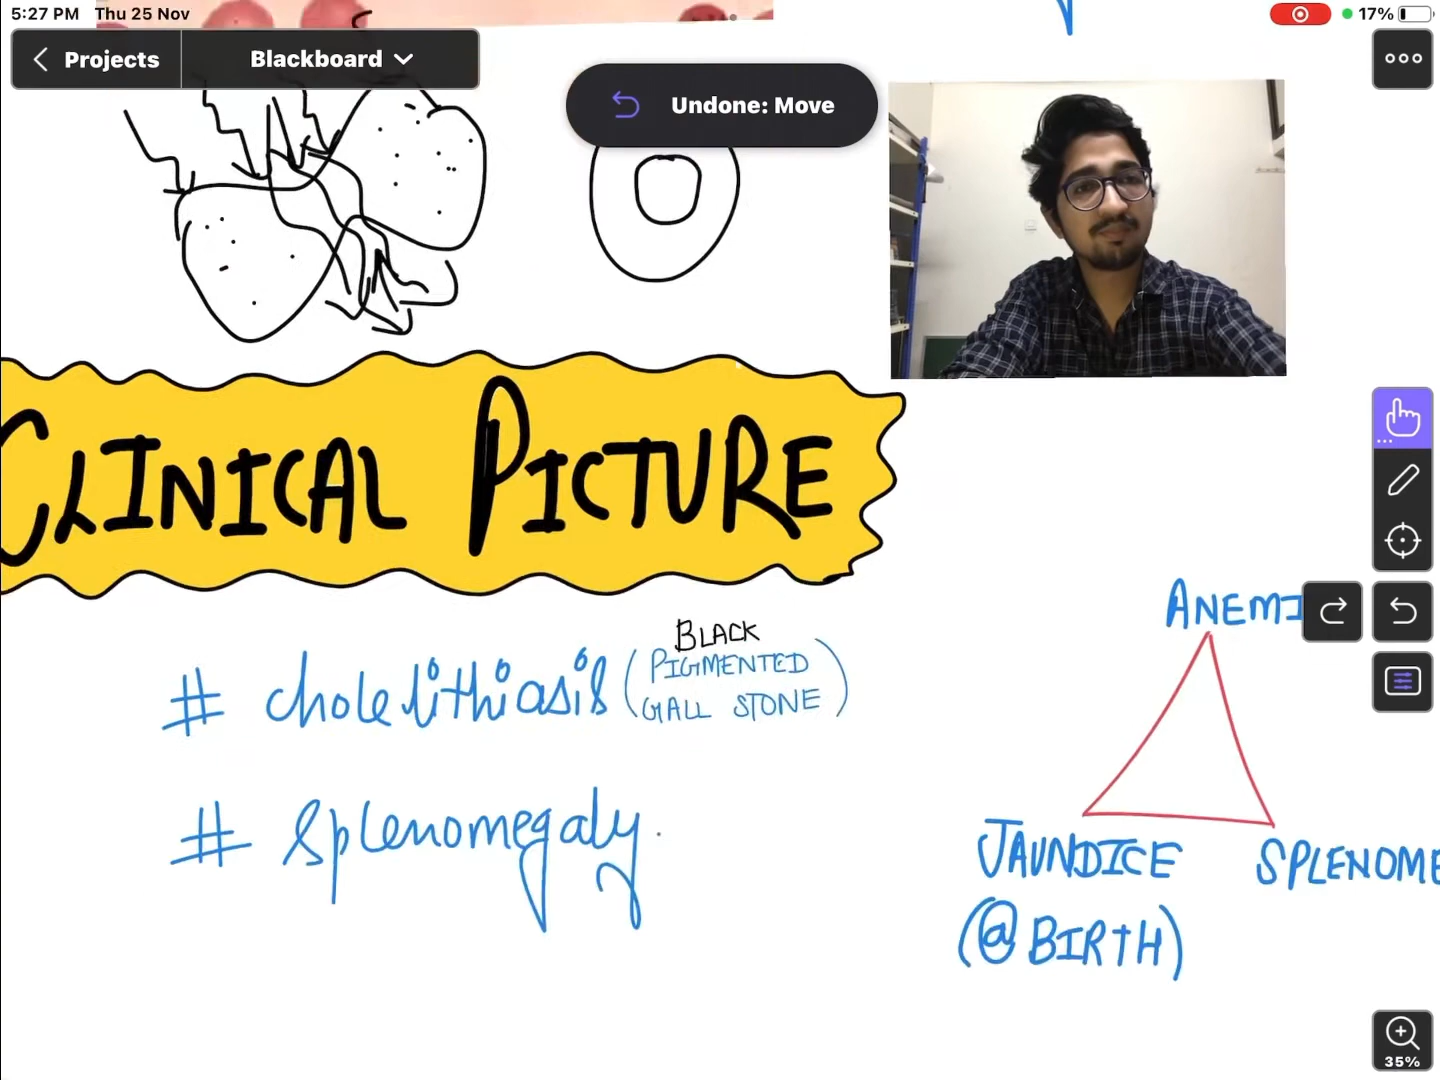 5:27 PM Thu 25 Nov
17%
Projects
Blackboard
Undone: Move
CLINICAL PICTURE
# cholelithiasis (BLACK PIGMENTED GALL STONE)
# splenomegaly
ANEMI
JAUNDICE
(@ BIRTH)
SPLENOME
35%